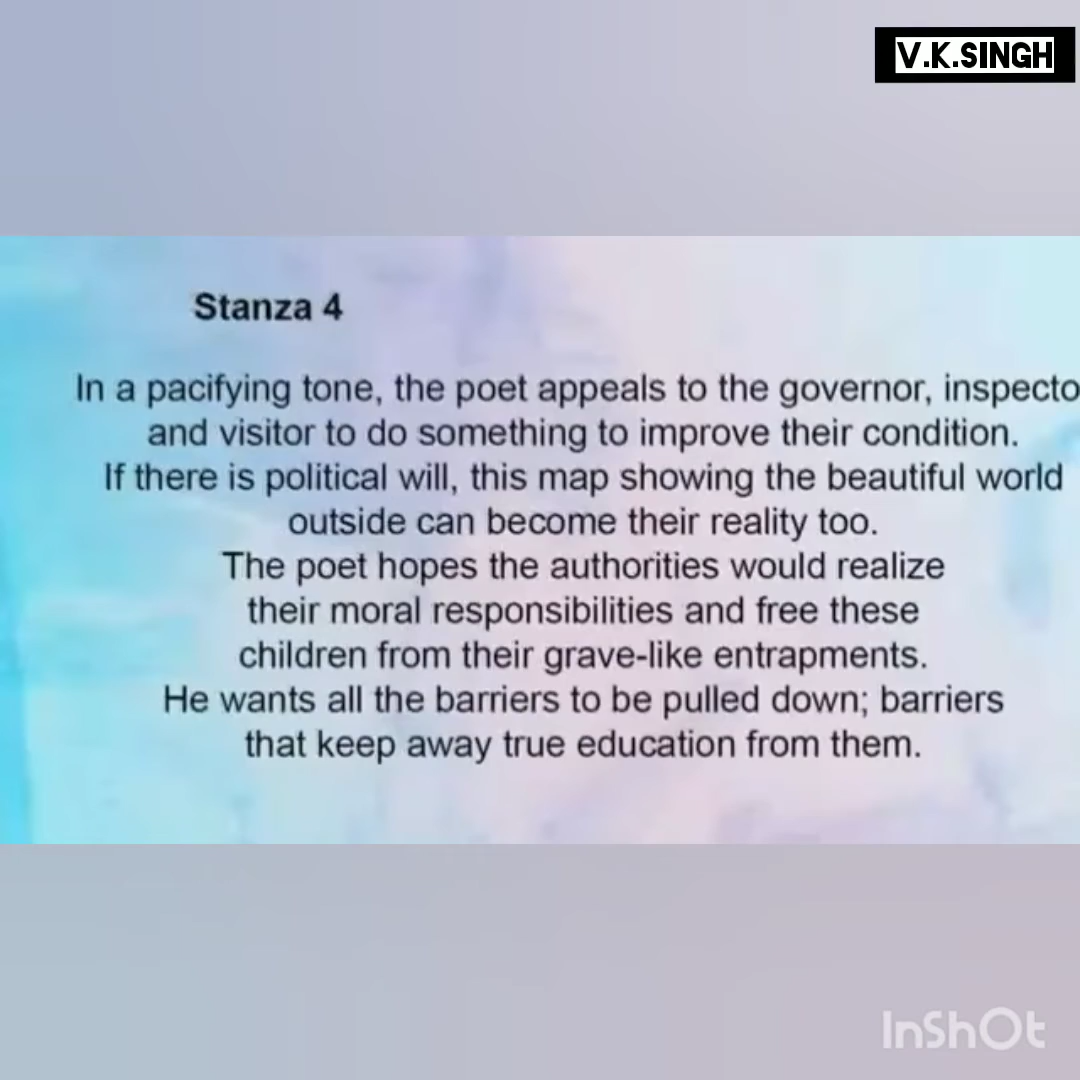 V.K.SINGH
Stanza 4
In a pacifying tone, the poet appeals to the governor, inspecto
and visitor to do something to improve their condition.
If there is political will, this map showing the beautiful world
outside can become their reality too.
The poet hopes the authorities would realize
their moral responsibilities and free these
children from their grave-like entrapments.
He wants all the barriers to be pulled down; barriers
that keep away true education from them.
InShOt